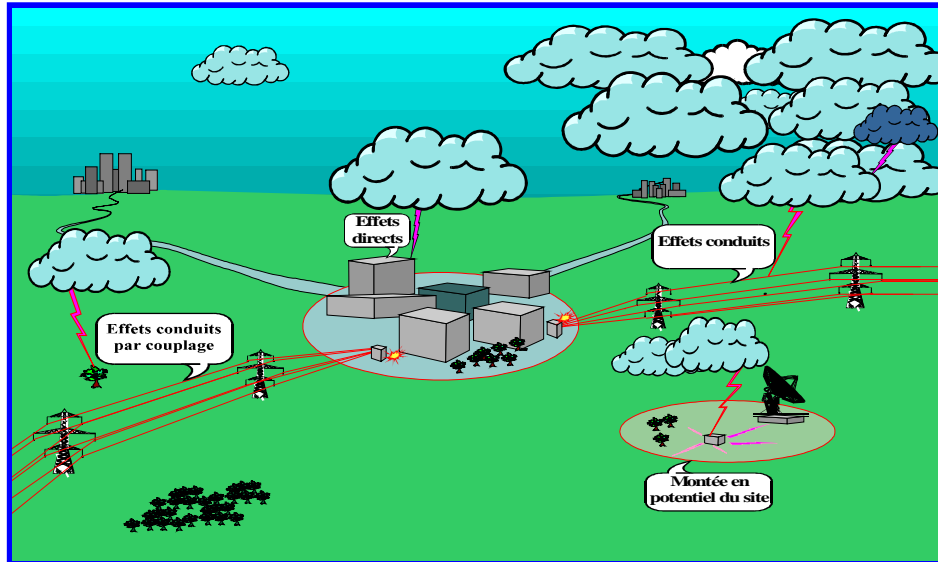 Effets
directs
Effets conduits
Effets conduits
par couplage
Montée en
potentiel du site